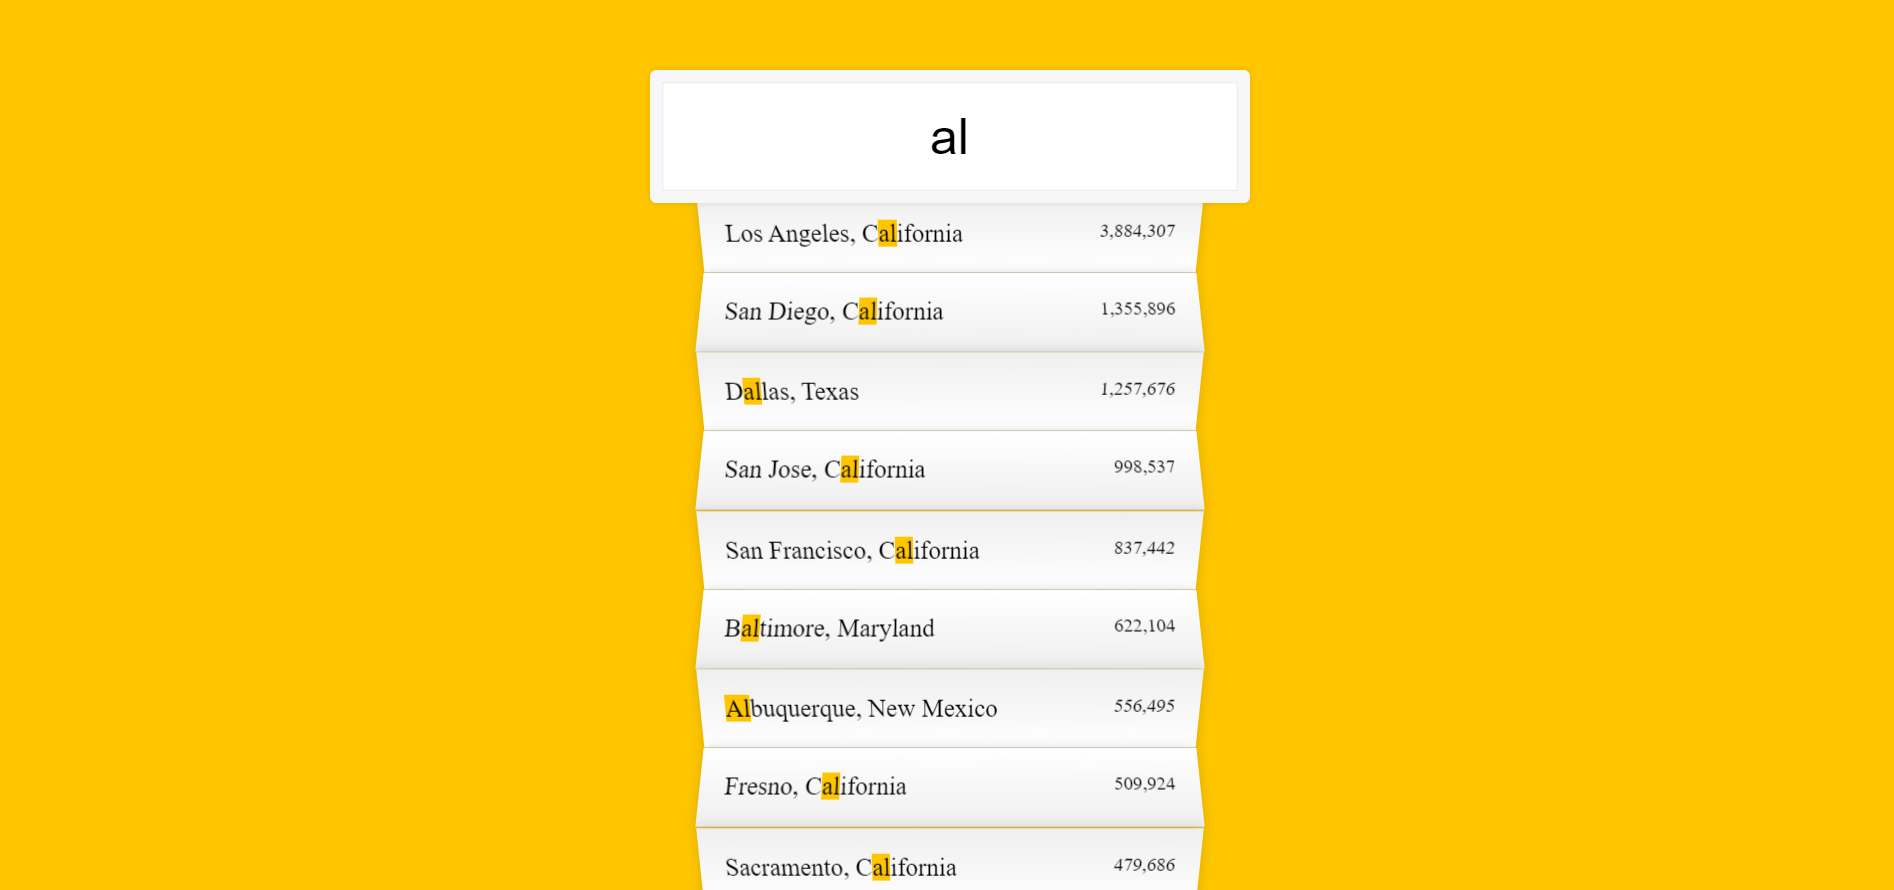 al
Los Angeles, California 3,884,307
San Diego, California 1,355,896
Dallas, Texas 1,257,676
San Jose, California 998,537
San Francisco, California 837,442
Baltimore, Maryland 622,104
Albuquerque, New Mexico 556,495
Fresno, California 509,924
Sacramento, California 479,686